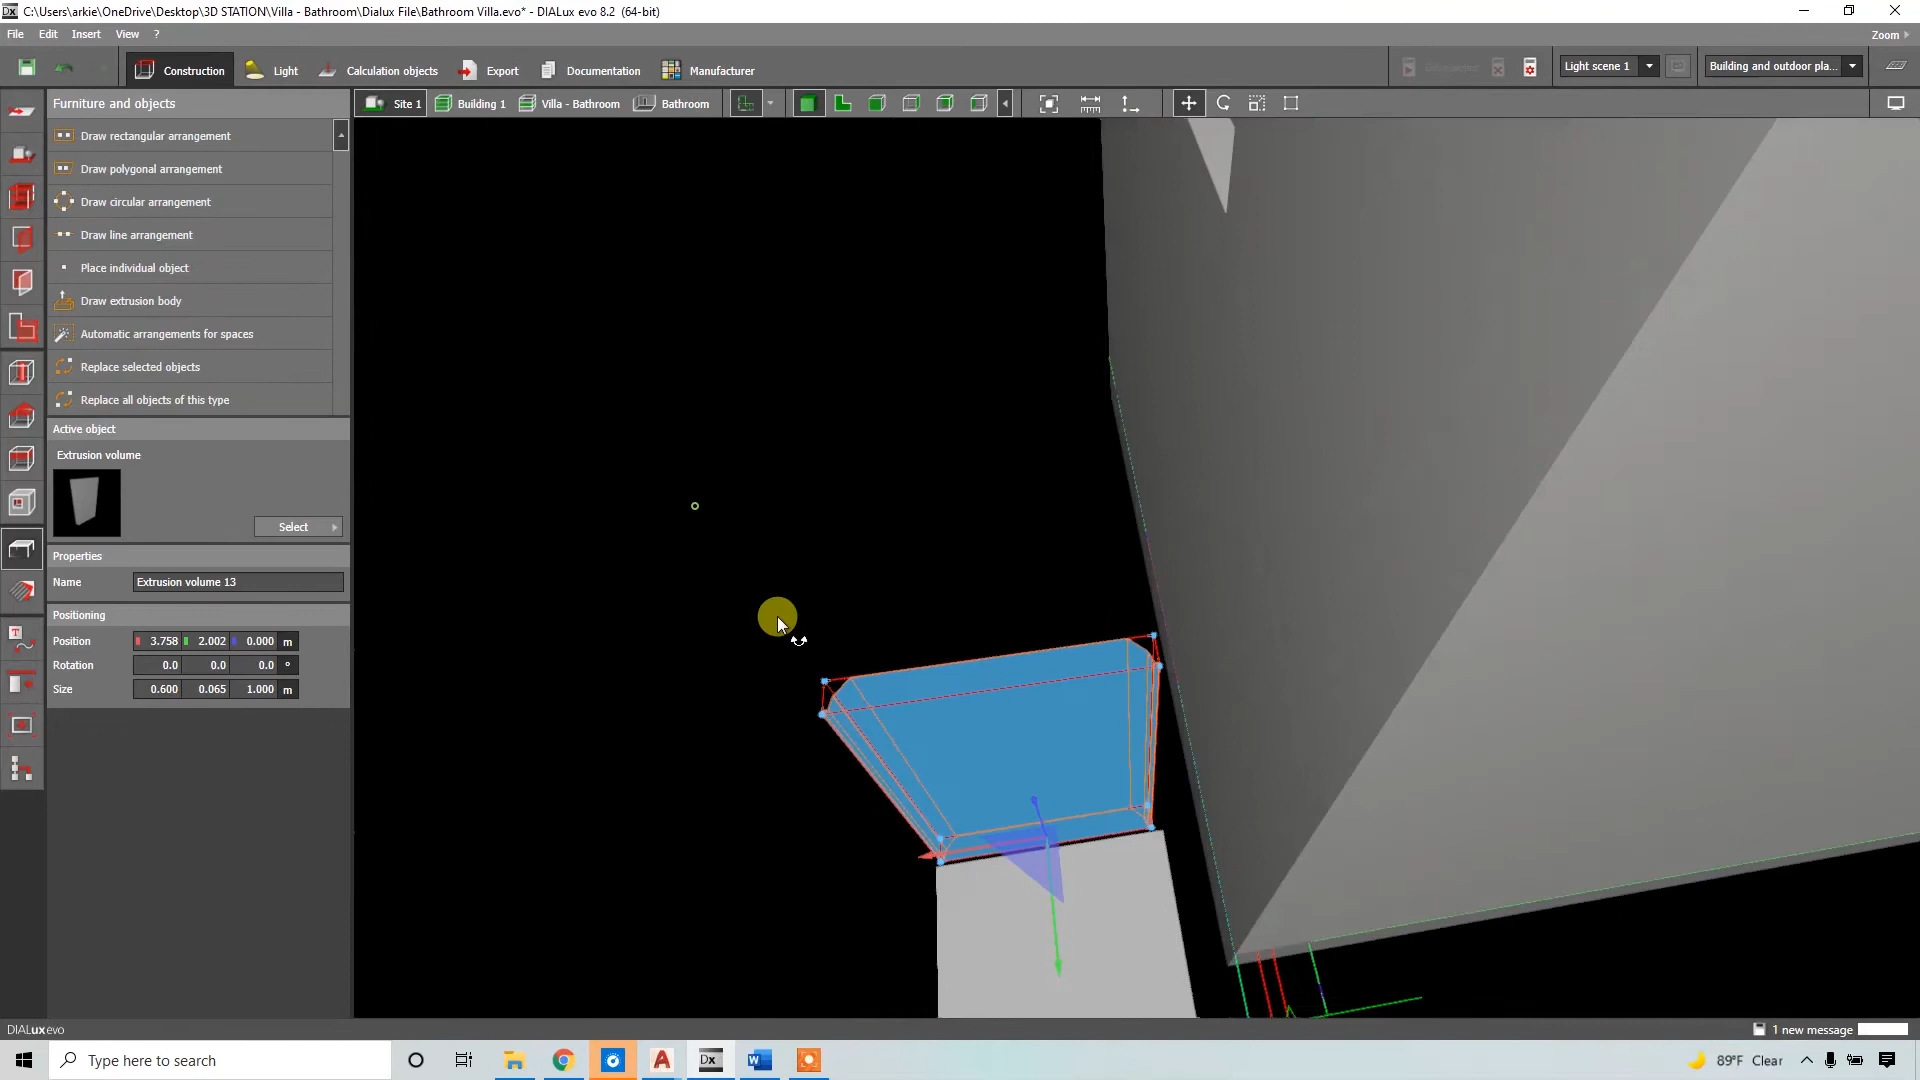 Dx C:\Users\arkie\OneDrive\Desktop\3D STATION\Villa - Bathroom\Dialux File\Bathroom Villa.evo* - DIALux evo 8.2 (64-bit)
File Edit Insert View ? Zoom
Construction Light Calculation objects Export Documentation Manufacturer Light scene 1 Building and outdoor pla...
Furniture and objects Site 1 Building 1 Villa - Bathroom Bathroom
Draw rectangular arrangement
Draw polygonal arrangement
Draw circular arrangement
Draw line arrangement
Place individual object
Draw extrusion body
Automatic arrangements for spaces
Replace selected objects
Replace all objects of this type
Active object
Extrusion volume
Select
Properties
Name Extrusion volume 13
Positioning
Position 3.758 2.002 0.000 m
Rotation 0.0 0.0 0.0 °
Size 0.600 0.065 1.000 m
DIALux evo 1 new message
Type here to search A Dx W 89°F Clear